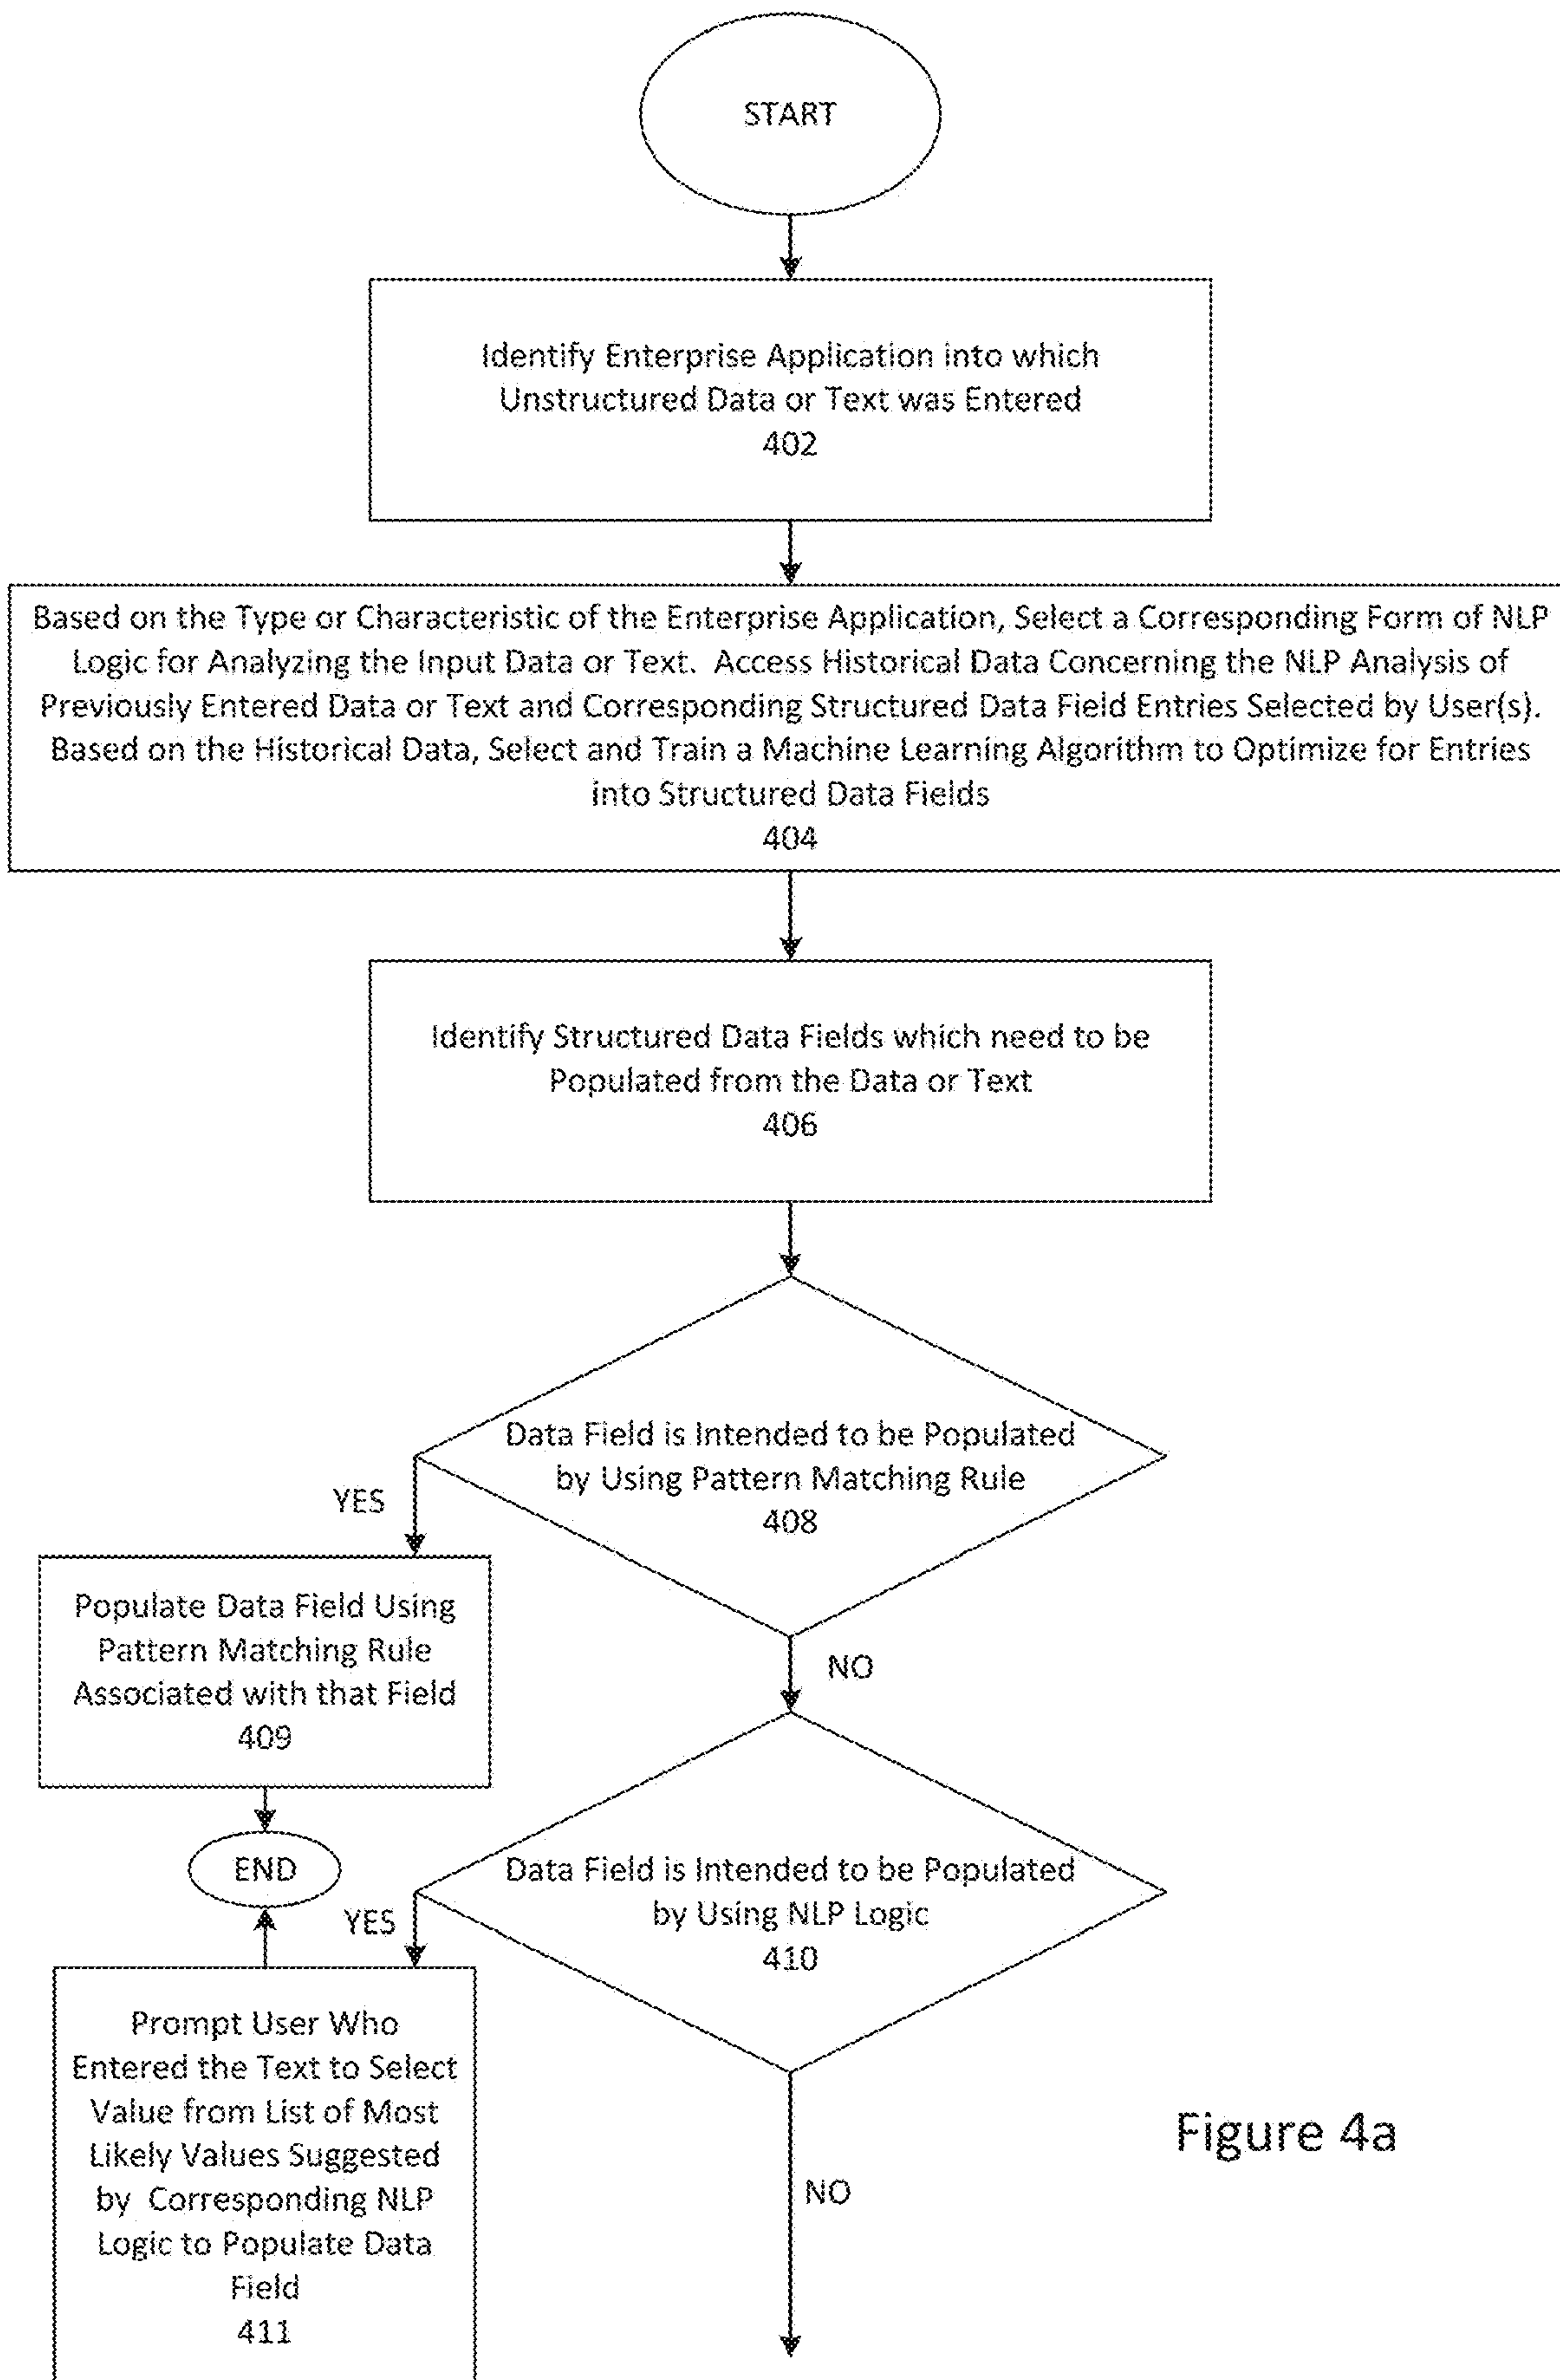 START
Identify Enterprise Application into which
Unstructured Data or Text was Entered
402
Based on the Type or Characteristic of the Enterprise Application, Select a Corresponding Form of NLP
Logic for Analyzing the Input Data or Text. Access Historical Data Concerning the NLP Analysis of
Previously Entered Data or Text and Corresponding Structured Data Field Entries Selected by User(s).
Based on the Historical Data, Select and Train a Machine Learning Algorithm to Optimize for Entries
into Structured Data Fields
404
Identify Structured Data Fields which need to be
Populated from the Data or Text
406
Data Field is Intended to be Populated
by Using Pattern Matching Rule
408
YES
Populate Data Field Using
Pattern Matching Rule
Associated with that Field
409
NO
END
Data Field is Intended to be Populated
by Using NLP Logic
410
YES
Prompt User Who
Entered the Text to Select
Value from List of Most
Likely Values Suggested
by Corresponding NLP
Logic to Populate Data
Field
411
NO
Figure 4a